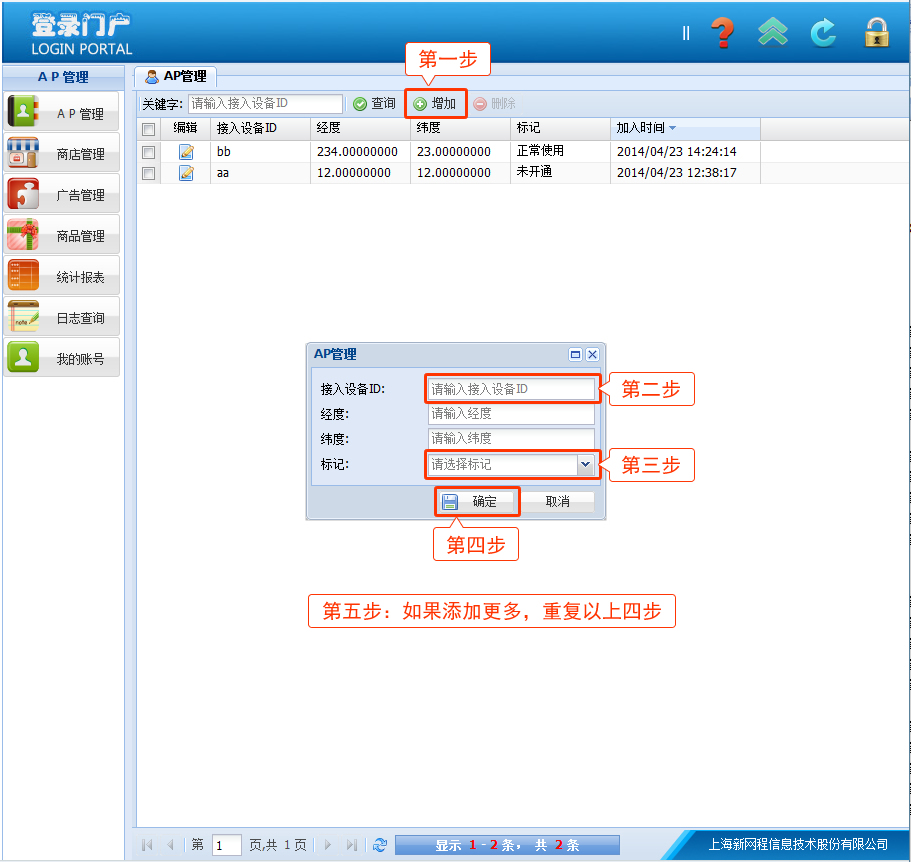 登录门户
LOGIN PORTAL
第一步
AP管理
AP管理
关键字: 请输入接入设备ID 查询 增加 删除
编辑 接入设备ID 经度 纬度 标记 加入时间
bb 234.00000000 23.00000000 正常使用 2014/04/23 14:24:14
aa 12.00000000 12.00000000 未开通 2014/04/23 12:38:17
AP管理
商店管理
广告管理
商品管理
统计报表
日志查询
我的账号
AP管理
接入设备ID: 请输入接入设备ID 第二步
经度: 请输入经度
纬度: 请输入纬度
标记: 请选择标记 第三步
确定 取消
第四步
第五步：如果添加更多，重复以上四步
第 1 页,共 1 页 显示 1 - 2 条， 共 2 条
上海新网程信息技术股份有限公司